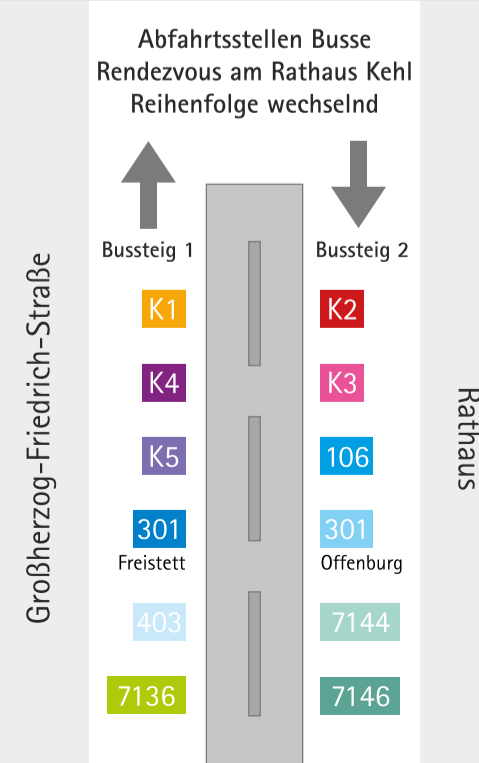 Abfahrtsstellen Busse
Rendezvous am Rathaus Kehl
Reihenfolge wechselnd
Großherzog-Friedrich-Straße
Bussteig 1
K1
K4
K5
301
Freistett
403
7136
Bussteig 2
K2
K3
106
301
Offenburg
7144
7146
Rathaus